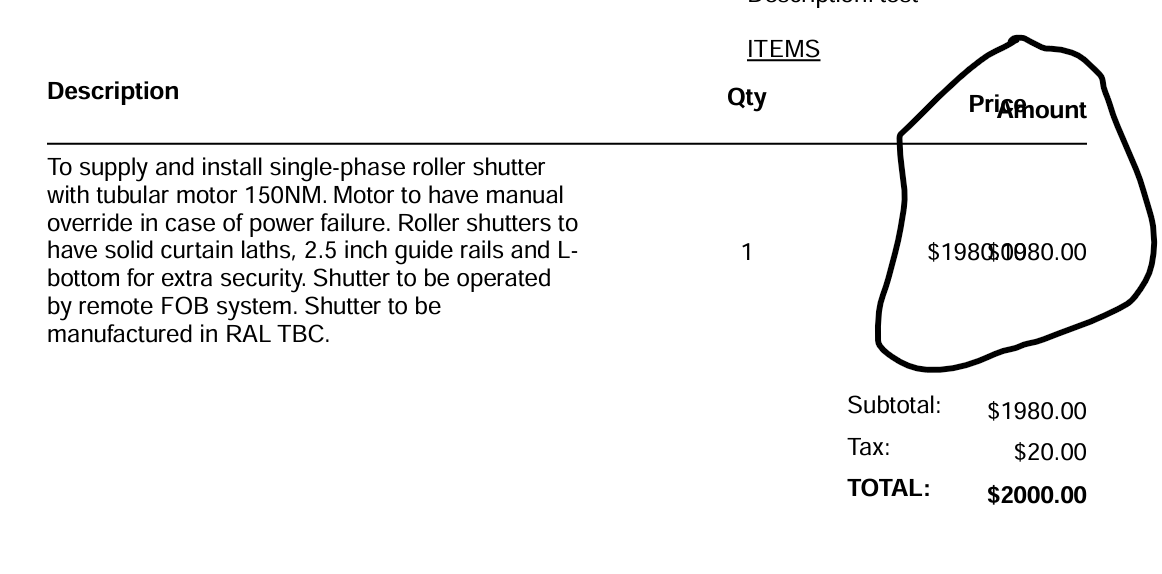 Description: test
ITEMS
Description Qty Price Amount
To supply and install single-phase roller shutter
with tubular motor 150NM. Motor to have manual
override in case of power failure. Roller shutters to
have solid curtain laths, 2.5 inch guide rails and L-
bottom for extra security. Shutter to be operated
by remote FOB system. Shutter to be
manufactured in RAL TBC.
1 $1980.00 $1980.00
Subtotal: $1980.00
Tax: $20.00
TOTAL: $2000.00